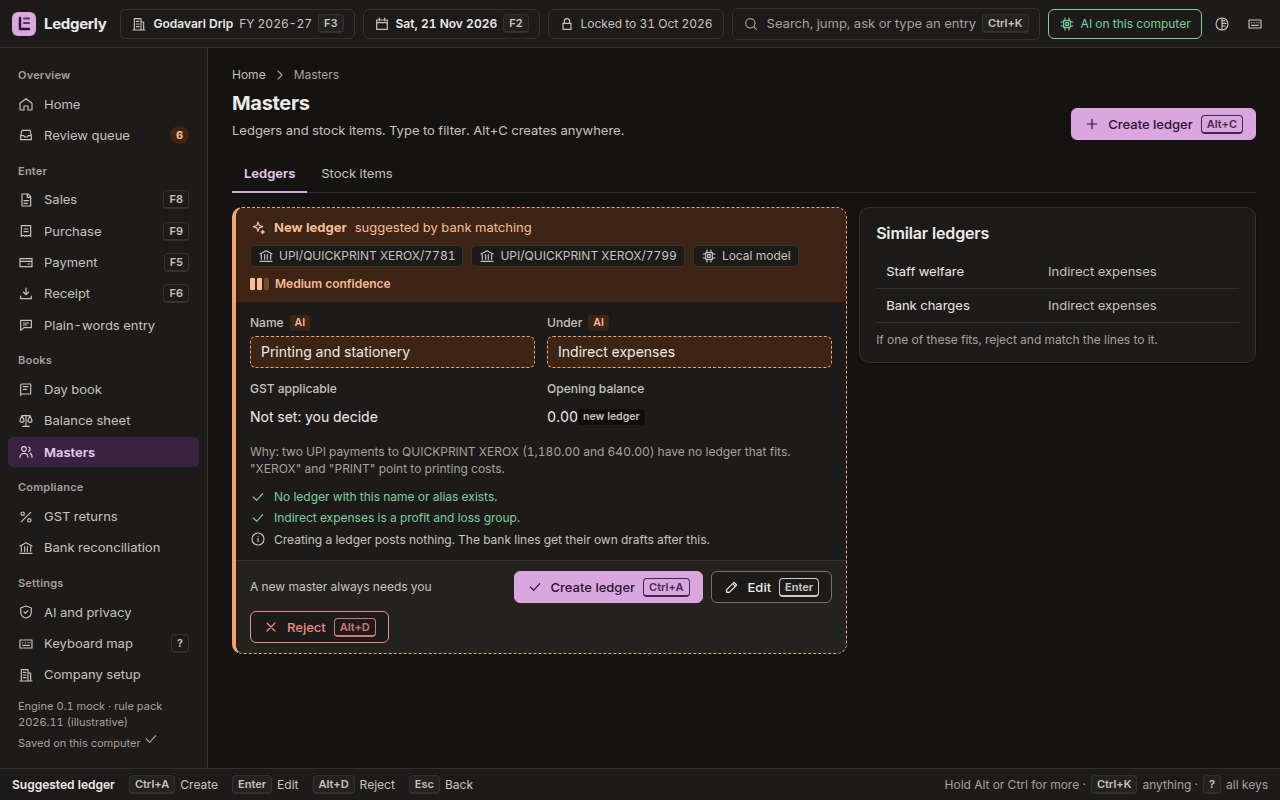 Ledgerly
Godavari Drip FY 2026-27 F3
Sat, 21 Nov 2026 F2
Locked to 31 Oct 2026
Search, jump, ask or type an entry Ctrl+K
AI on this computer
Overview
Home
Review queue 6
Enter
Sales F8
Purchase F9
Payment F5
Receipt F6
Plain-words entry
Books
Day book
Balance sheet
Masters
Compliance
GST returns
Bank reconciliation
Settings
AI and privacy
Keyboard map ?
Company setup
Engine 0.1 mock · rule pack
2026.11 (illustrative)
Saved on this computer
Home > Masters
Masters
Ledgers and stock items. Type to filter. Alt+C creates anywhere.
Create ledger Alt+C
Ledgers Stock items
New ledger suggested by bank matching
UPI/QUICKPRINT XEROX/7781 UPI/QUICKPRINT XEROX/7799 Local model
Medium confidence
Name AI Under AI
Printing and stationery Indirect expenses
GST applicable Opening balance
Not set: you decide 0.00 new ledger
Why: two UPI payments to QUICKPRINT XEROX (1,180.00 and 640.00) have no ledger that fits.
"XEROX" and "PRINT" point to printing costs.
No ledger with this name or alias exists.
Indirect expenses is a profit and loss group.
Creating a ledger posts nothing. The bank lines get their own drafts after this.
A new master always needs you
Create ledger Ctrl+A
Edit Enter
Reject Alt+D
Similar ledgers
Staff welfare Indirect expenses
Bank charges Indirect expenses
If one of these fits, reject and match the lines to it.
Suggested ledger Ctrl+A Create Enter Edit Alt+D Reject Esc Back
Hold Alt or Ctrl for more · Ctrl+K anything · ? all keys